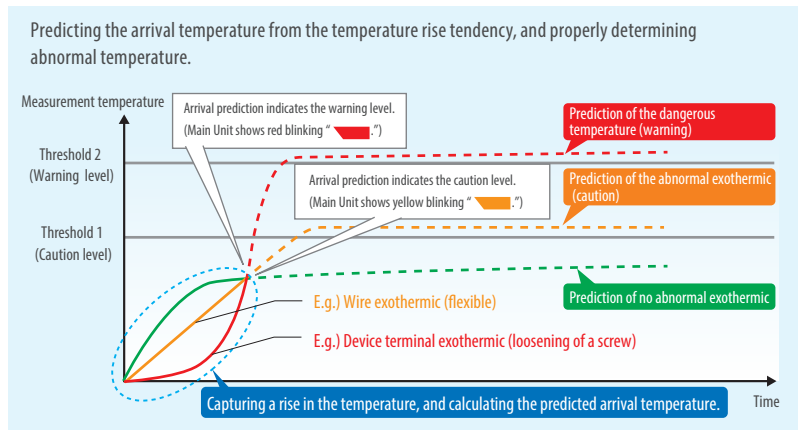 Predicting the arrival temperature from the temperature rise tendency, and properly determining
abnormal temperature.
Measurement temperature
Arrival prediction indicates the warning level.
(Main Unit shows red blinking “ .”)
Prediction of the dangerous
temperature (warning)
Threshold 2
(Warning level)
Arrival prediction indicates the caution level.
(Main Unit shows yellow blinking “ .”)
Prediction of the abnormal exothermic
(caution)
Threshold 1
(Caution level)
Prediction of no abnormal exothermic
E.g.) Wire exothermic (flexible)
E.g.) Device terminal exothermic (loosening of a screw)
Capturing a rise in the temperature, and calculating the predicted arrival temperature.
Time